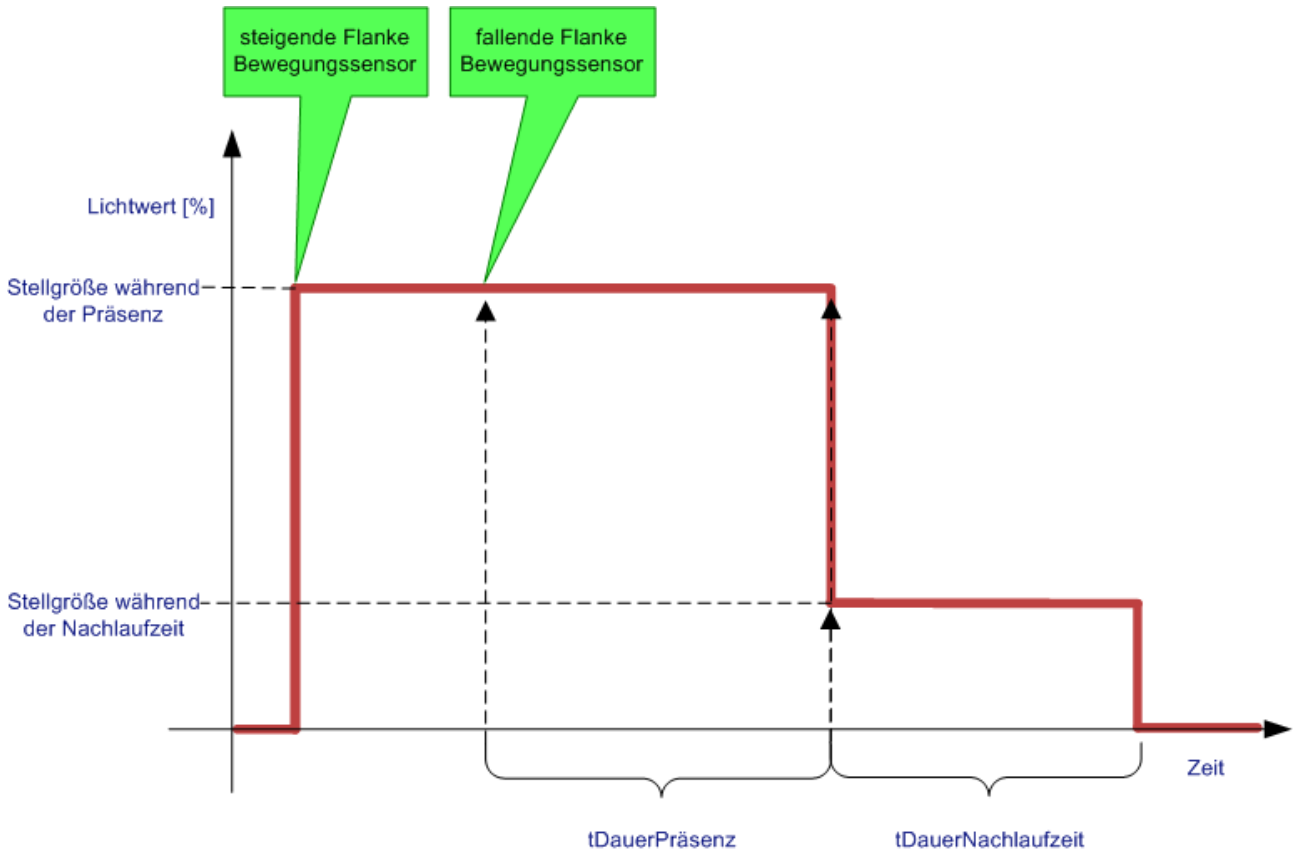 steigende Flanke
Bewegungssensor
fallende Flanke
Bewegungssensor
Lichtwert [%]
Stellgröße während
der Präsenz
Stellgröße während
der Nachlaufzeit
Zeit
tDauerPräsenz
tDauerNachlaufzeit